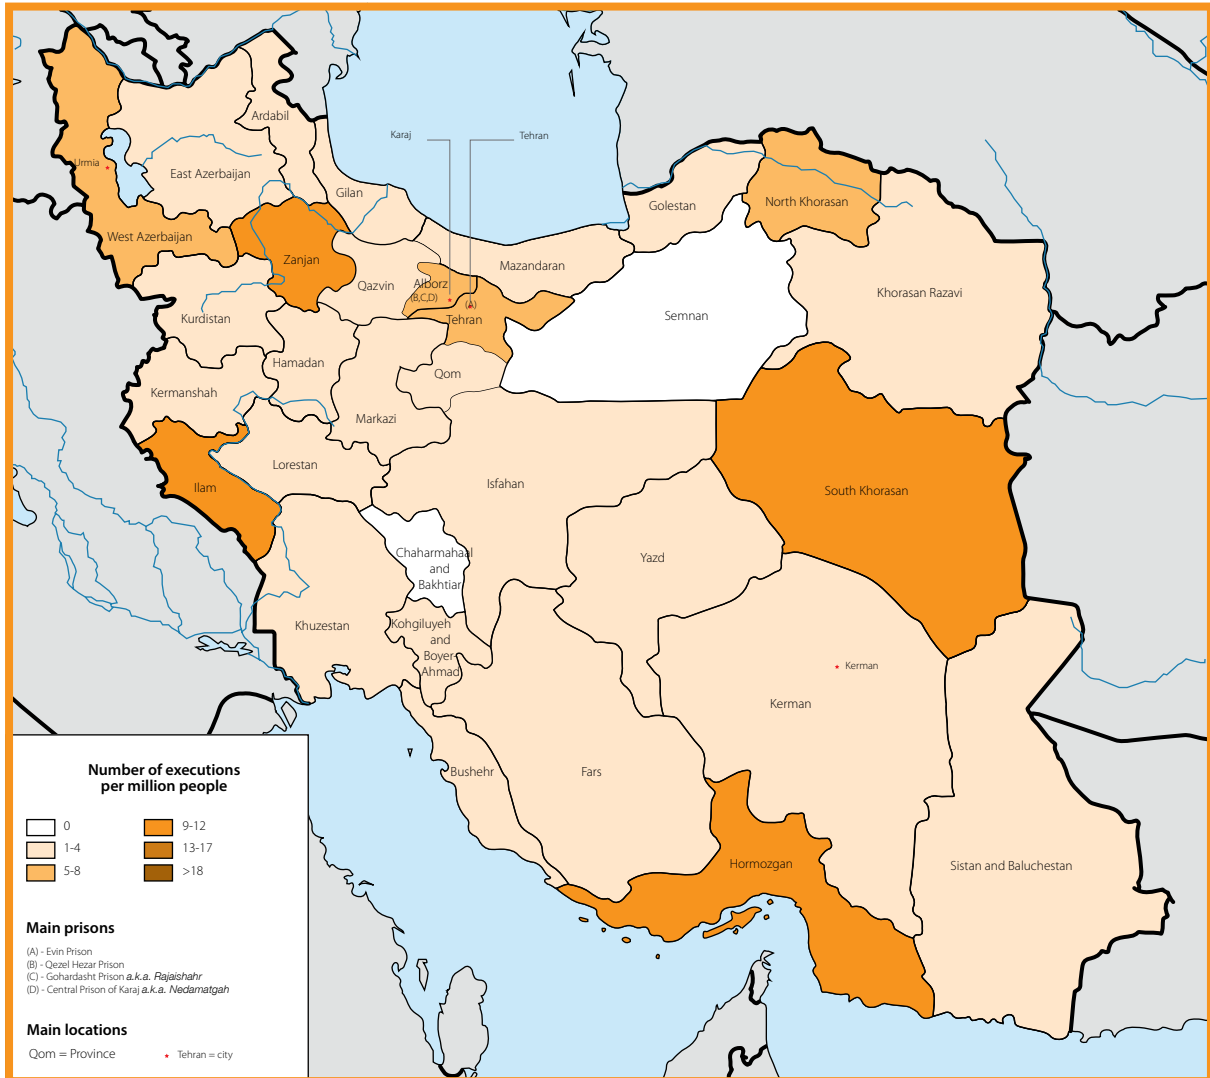 Ardabil
Karaj
Tehran
Urmia
East Azerbaijan
Gilan
Golestan
North Khorasan
West Azerbaijan
Zanjan
Mazandaran
Qazvin
Alborz
(B,C,D)
(A)
Khorasan Razavi
Kurdistan
Tehran
Semnan
Hamadan
Qom
Kermanshah
Markazi
Lorestan
Ilam
Isfahan
South Khorasan
Chaharmahaal
and
Bakhtiar
Yazd
Khuzestan
Kohgiluyeh
and
Boyer-
Ahmad
Kerman
Kerman
Bushehr
Fars
Hormozgan
Sistan and Baluchestan
Number of executions
per million people
0
9-12
1-4
13-17
5-8
>18
Main prisons
(A) - Evin Prison
(B) - Qezel Hezar Prison
(C) - Gohardasht Prison a.k.a. Rajaishahr
(D) - Central Prison of Karaj a.k.a. Nedamatgah
Main locations
Qom = Province
Tehran = city